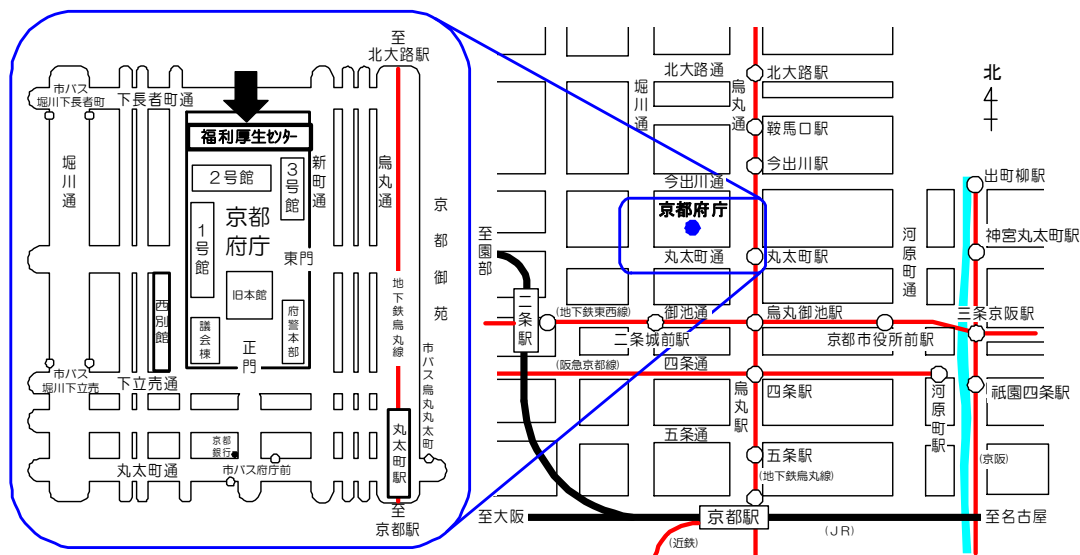 至
北大路駅
市バス
堀川下長者町
下長者町通
福利厚生センター
2号館
3号館
新町通
烏丸通
堀川通
京都
府庁
1号館
東門
京都御苑
地下鉄烏丸線
旧本館
西別館
議会棟
正門
府警本部
市バス
堀川下立売
下立売通
市バス烏丸丸太町
丸太町駅
京都
銀行
丸太町通
市バス府庁前
至
京都駅
北大路通
北大路駅
堀川通
烏丸通
北
鞍馬口駅
今出川駅
今出川通
出町柳駅
京都府庁
至園部
丸太町通
丸太町駅
河原町通
神宮丸太町駅
二条駅
(地下鉄東西線)
御池通
烏丸御池駅
三条京阪駅
二条城前駅
京都市役所前駅
(阪急京都線)
四条通
烏丸駅
四条駅
河原町駅
祇園四条駅
五条通
五条駅
(地下鉄烏丸線)
(京阪)
至大阪
京都駅
至名古屋
(JR)
(近鉄)